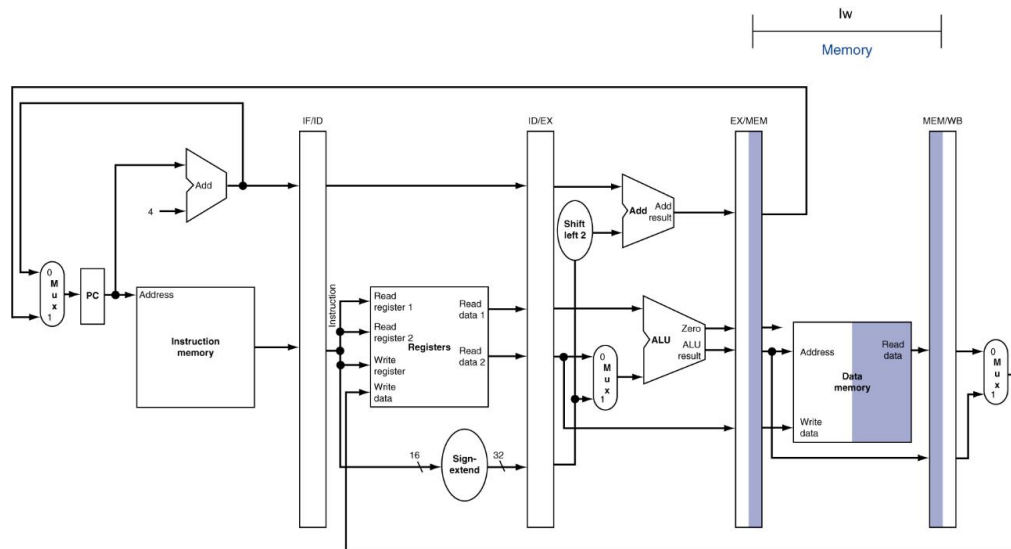 lw
Memory
IF/ID
ID/EX
EX/MEM
MEM/WB
Add
4
Shift
left 2
Add
Add
result
0
M
u
x
1
PC
Address
Instruction
memory
Instruction
Read
register 1
Read
register 2
Write
register
Write
data
Registers
Read
data 1
Read
data 2
16
Sign-
extend
32
0
M
u
x
1
Zero
ALU
ALU
result
Address
Write
data
Data
memory
Read
data
0
M
u
x
1